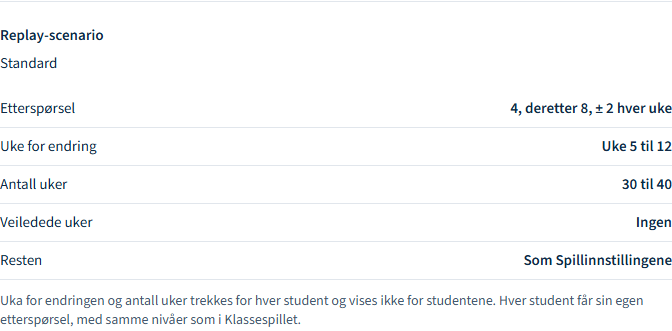 Replay-scenario
Standard
Etterspørsel 4, deretter 8, ± 2 hver uke
Uke for endring Uke 5 til 12
Antall uker 30 til 40
Veiledede uker Ingen
Resten Som Spillinnstillingene
Uka for endringen og antall uker trekkes for hver student og vises ikke for studentene. Hver student får sin egen
etterspørsel, med samme nivåer som i Klassespillet.